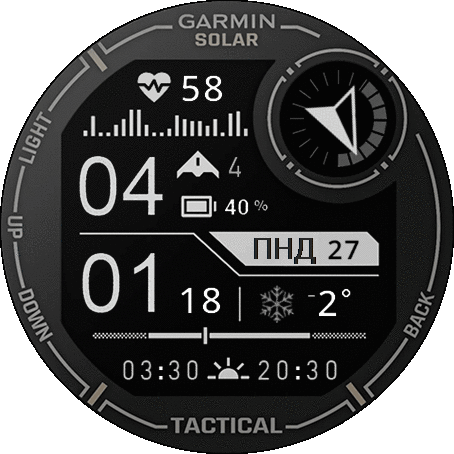 GARMIN
SOLAR
LIGHT
UP
DOWN
BACK
58
04
4
40 %
ПНД 27
01
18
-2°
03:30 20:30
TACTICAL